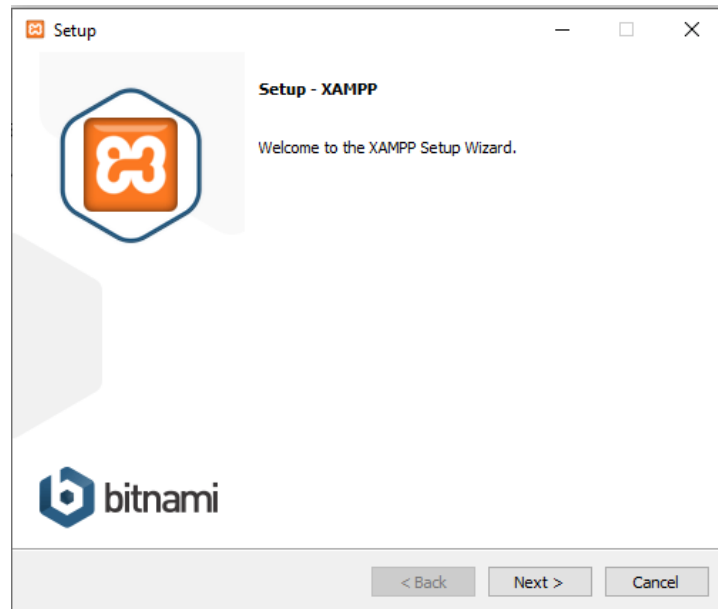 Setup
Setup - XAMPP
Welcome to the XAMPP Setup Wizard.
bitnami
< Back
Next >
Cancel